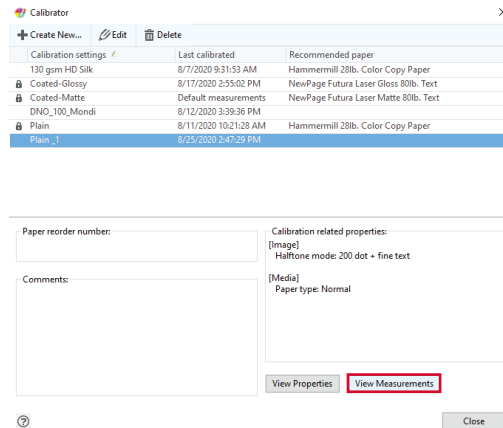 Calibrator
Create New... Edit Delete
Calibration settings Last calibrated Recommended paper
130 gsm HD Silk 8/7/2020 9:31:53 AM Hammermill 28lb. Color Copy Paper
Coated-Glossy 8/17/2020 2:55:02 PM NewPage Futura Laser Gloss 80lb. Text
Coated-Matte Default measurements NewPage Futura Laser Matte 80lb. Text
DNO_100_Mondi 8/12/2020 3:39:36 PM
Plain 8/11/2020 10:21:28 AM Hammermill 28lb. Color Copy Paper
Plain _1 8/25/2020 2:47:29 PM
Paper reorder number:
Comments:
Calibration related properties:
[Image]
Halftone mode: 200 dot + fine text
[Media]
Paper type: Normal
View Properties View Measurements
? Close